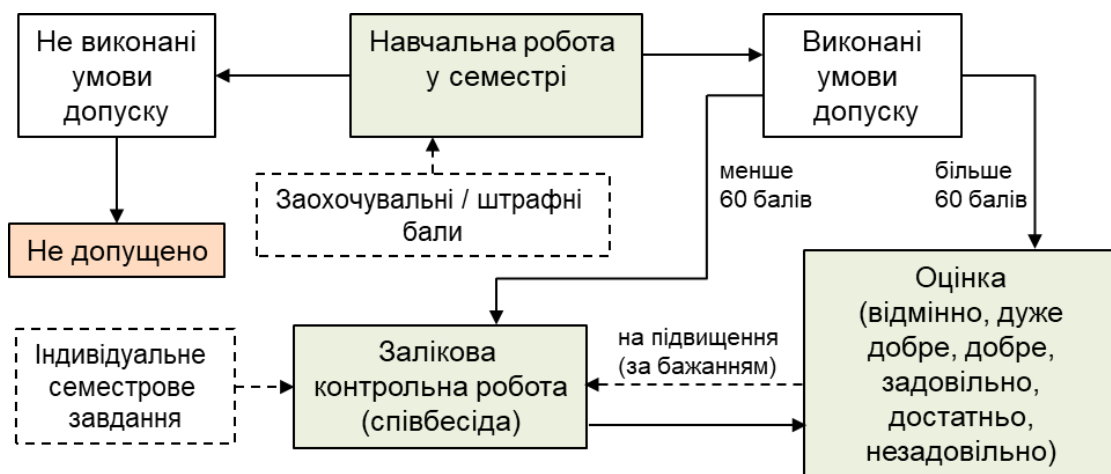 Не виконані
умови
допуску
Навчальна робота
у семестрі
Виконані
умови
допуску
Заохочувальні / штрафні
бали
менше
60 балів
більше
60 балів
Не допущено
Оцінка
(відмінно, дуже
добре, добре,
задовільно,
достатньо,
незадовільно)
Індивідуальне
семестрове
завдання
Залікова
контрольна робота
(співбесіда)
на підвищення
(за бажанням)